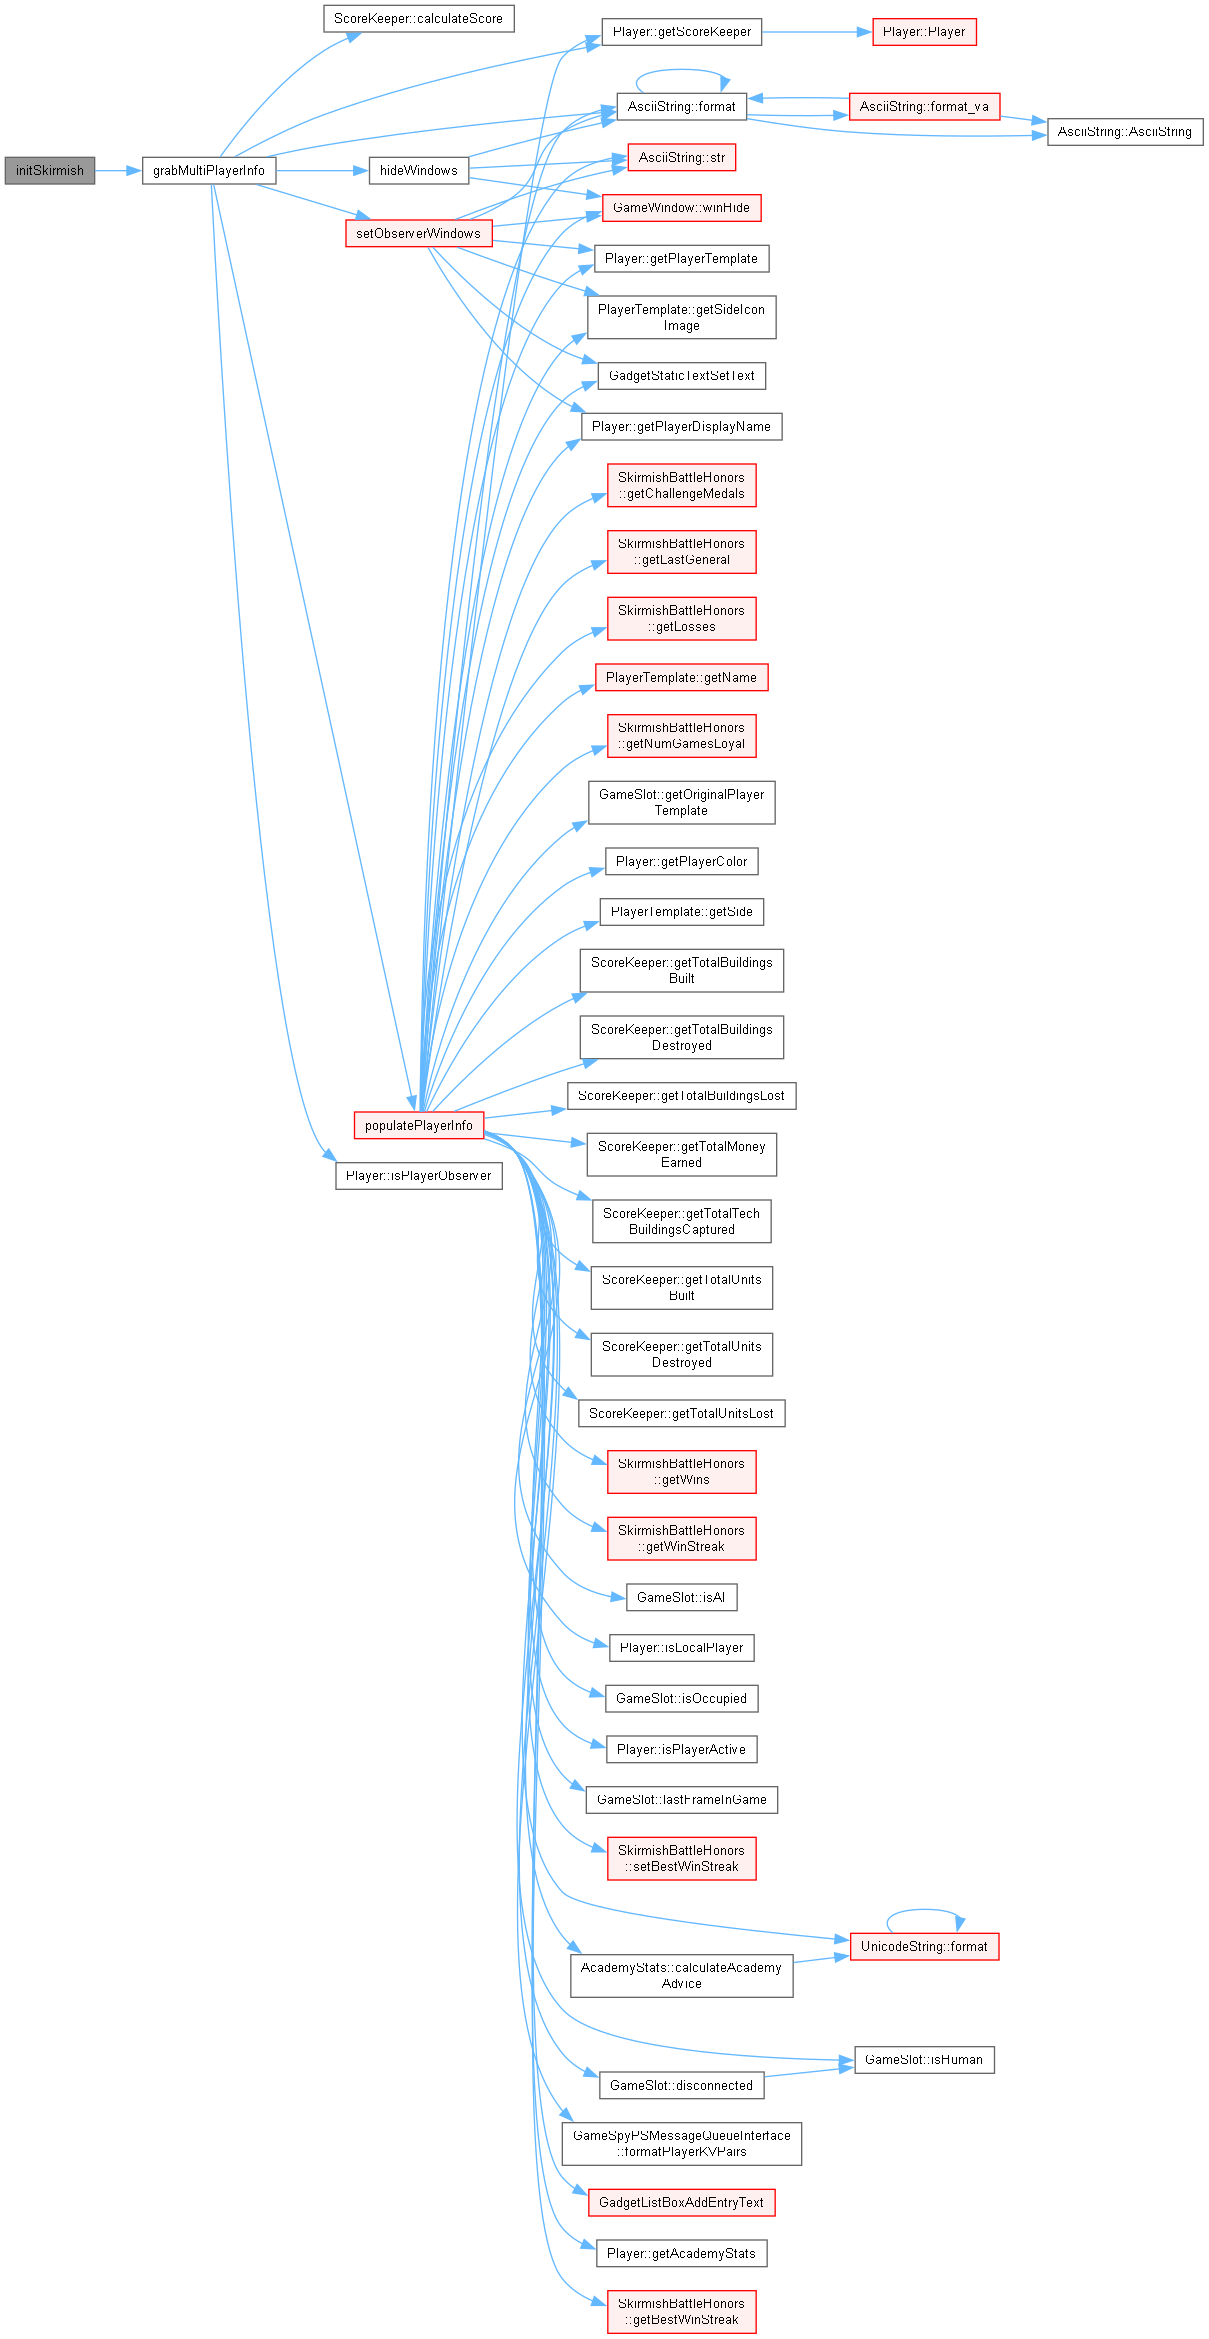 ScoreKeeper::calculateScore
Player::getScoreKeeper
Player::Player
AsciiString::format
AsciiString::format_va
AsciiString::AsciiString
initSkirmish
grabMultiPlayerInfo
hideWindows
AsciiString::str
GameWindow::winHide
setObserverWindows
Player::getPlayerTemplate
PlayerTemplate::getSideIcon
Image
GadgetStaticTextSetText
Player::getPlayerDisplayName
SkirmishBattleHonors
::getChallengeMedals
SkirmishBattleHonors
::getLastGeneral
SkirmishBattleHonors
::getLosses
PlayerTemplate::getName
SkirmishBattleHonors
::getNumGamesLoyal
GameSlot::getOriginalPlayer
Template
Player::getPlayerColor
PlayerTemplate::getSide
ScoreKeeper::getTotalBuildings
Built
ScoreKeeper::getTotalBuildings
Destroyed
ScoreKeeper::getTotalBuildingsLost
populatePlayerInfo
ScoreKeeper::getTotalMoney
Earned
Player::isPlayerObserver
ScoreKeeper::getTotalTech
BuildingsCaptured
ScoreKeeper::getTotalUnits
Built
ScoreKeeper::getTotalUnits
Destroyed
ScoreKeeper::getTotalUnitsLost
SkirmishBattleHonors
::getWins
SkirmishBattleHonors
::getWinStreak
GameSlot::isAI
Player::isLocalPlayer
GameSlot::isOccupied
Player::isPlayerActive
GameSlot::lastFrameInGame
SkirmishBattleHonors
::setBestWinStreak
UnicodeString::format
AcademyStats::calculateAcademy
Advice
GameSlot::isHuman
GameSlot::disconnected
GameSpyPSMessageQueueInterface
::formatPlayerKVPairs
GadgetListBoxAddEntryText
Player::getAcademyStats
SkirmishBattleHonors
::getBestWinStreak